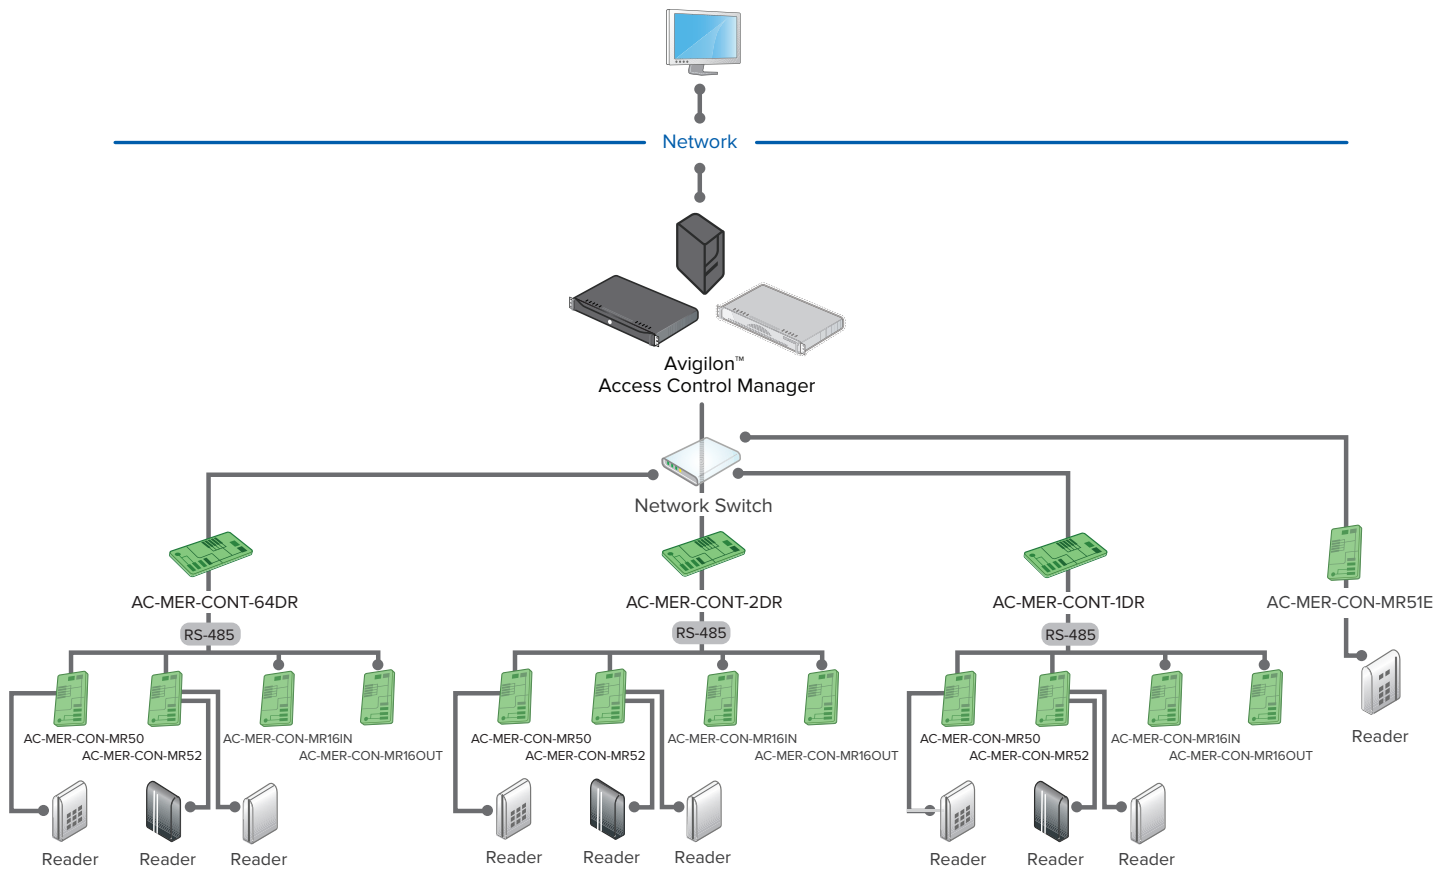 Network
Avigilon™
Access Control Manager
Network Switch
AC-MER-CONT-64DR
AC-MER-CONT-2DR
AC-MER-CONT-1DR
AC-MER-CON-MR51E
RS-485
RS-485
RS-485
AC-MER-CON-MR50
AC-MER-CON-MR52
AC-MER-CON-MR16IN
AC-MER-CON-MR16OUT
AC-MER-CON-MR50
AC-MER-CON-MR52
AC-MER-CON-MR16IN
AC-MER-CON-MR16OUT
AC-MER-CON-MR50
AC-MER-CON-MR52
AC-MER-CON-MR16IN
AC-MER-CON-MR16OUT
Reader
Reader
Reader
Reader
Reader
Reader
Reader
Reader
Reader
Reader